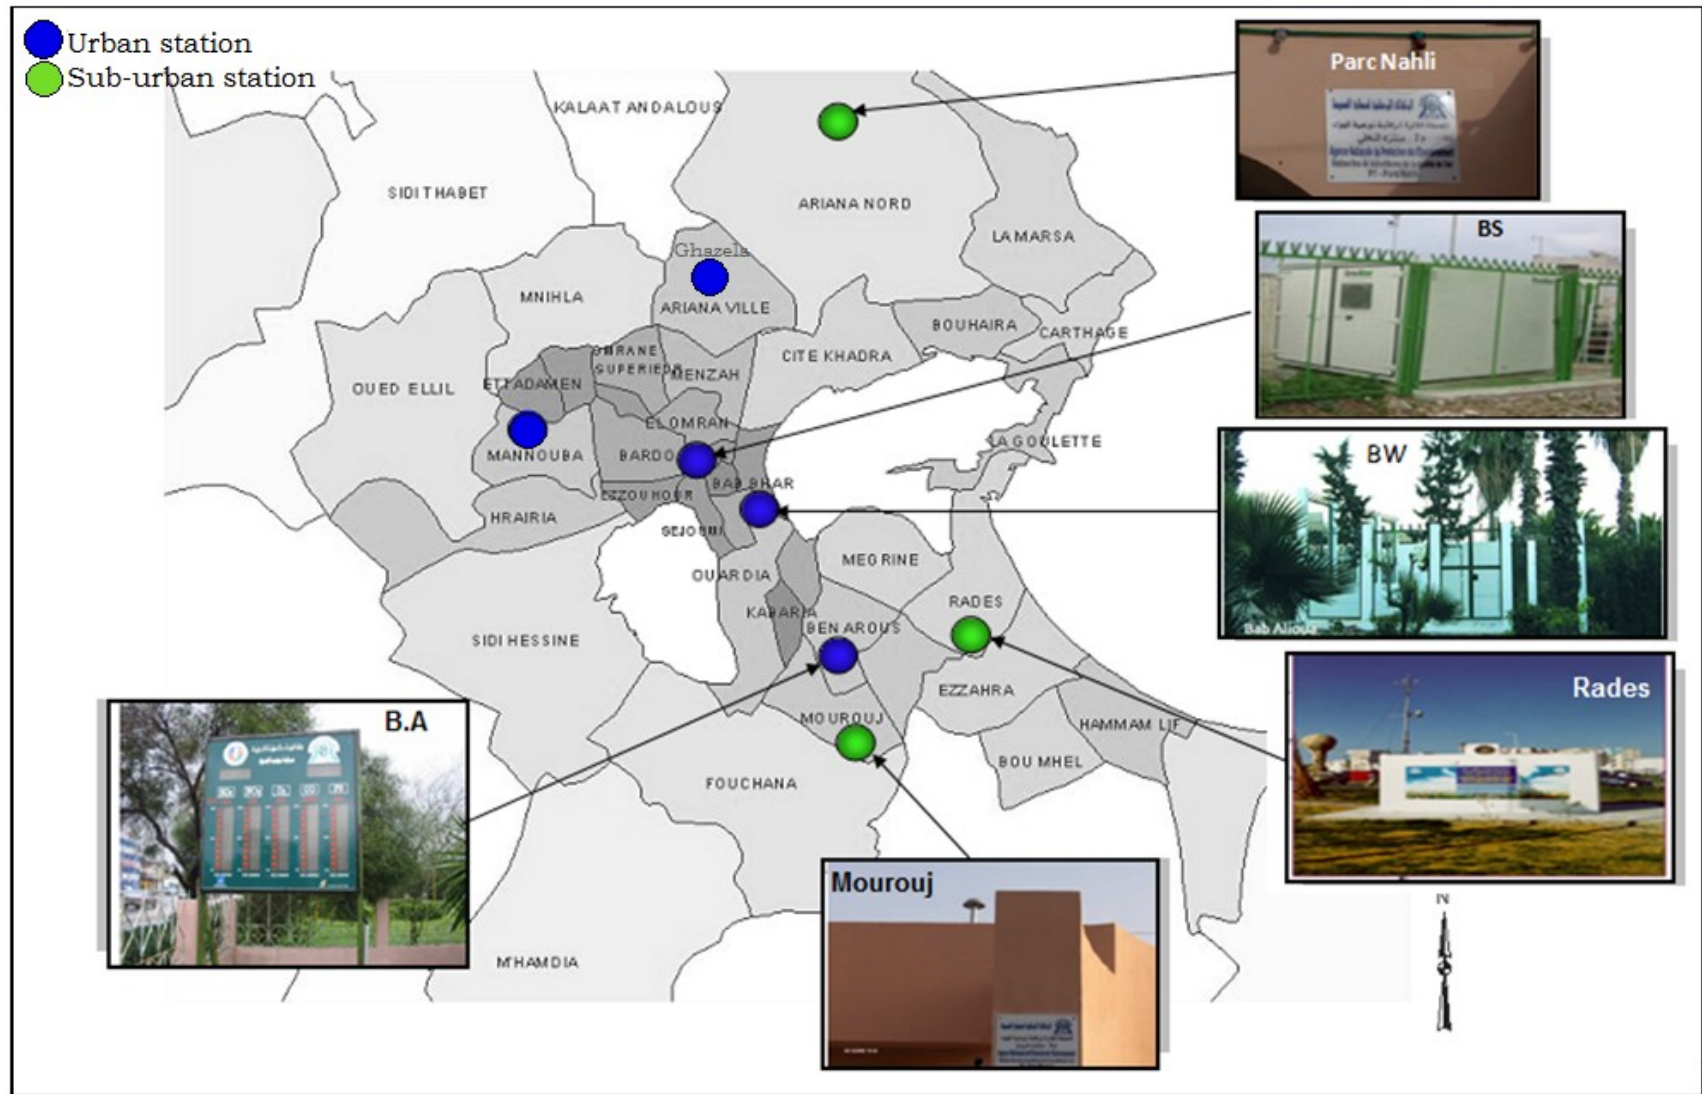 Urban station
Sub-urban station
Parc Nahli
KALAAT ANDALOUS
SIDI THABET
ARIANA NORD
LA MARSA
BS
Ghazela
MNIHLA
ARIANA VILLE
BOUHAIRA
CARTHAGE
OMRANE
SUPERIEUR
CITE KHADRA
MENZAH
OUED ELLIL
ETTADAMEN
EL OMRAN
LA GOULETTE
MANNOUBA
BARDO
BW
BAB BHAR
EZZOUHOUR
HRAIRIA
SEJOUMI
MEGRINE
OUARDIA
RADES
KABARIA
BEN AROUS
Bab Alioua
SIDI HESSINE
EZZAHRA
Rades
B.A
MOUROUJ
HAMMAM LIF
BOU MHEL
FOUCHANA
Mourouj
N
M'HAMDIA